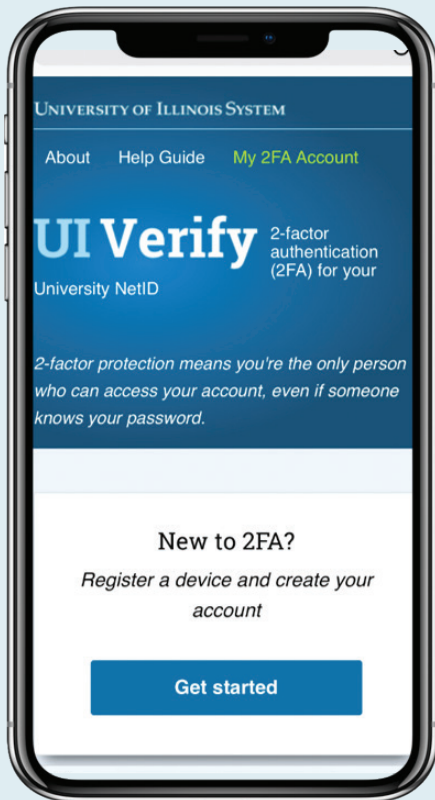 UNIVERSITY OF ILLINOIS SYSTEM
About Help Guide My 2FA Account
UI Verify
2-factor
authentication
(2FA) for your
University NetID
2-factor protection means you're the only person
who can access your account, even if someone
knows your password.
New to 2FA?
Register a device and create your
account
Get started